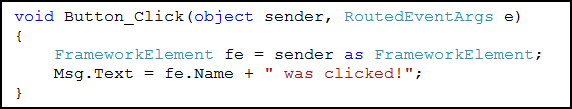 void Button_Click(object sender, RoutedEventArgs e)
{
    FrameworkElement fe = sender as FrameworkElement;
    Msg.Text = fe.Name + " was clicked!";
}